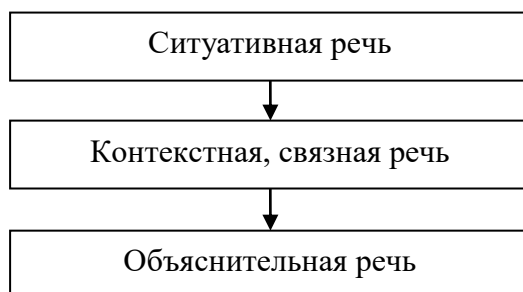 Ситуативная речь
Контекстная, связная речь
Объяснительная речь